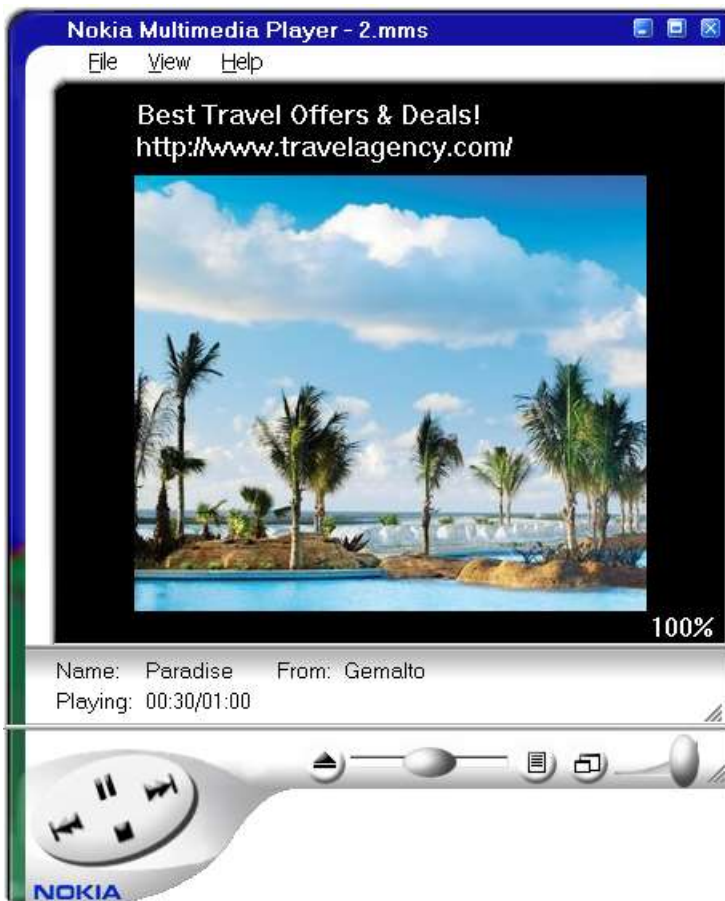 Nokia Multimedia Player - 2.mms
File View Help
Best Travel Offers & Deals!
http://www.travelagency.com/
100%
Name: Paradise From: Gemalto
Playing: 00:30/01:00
NOKIA